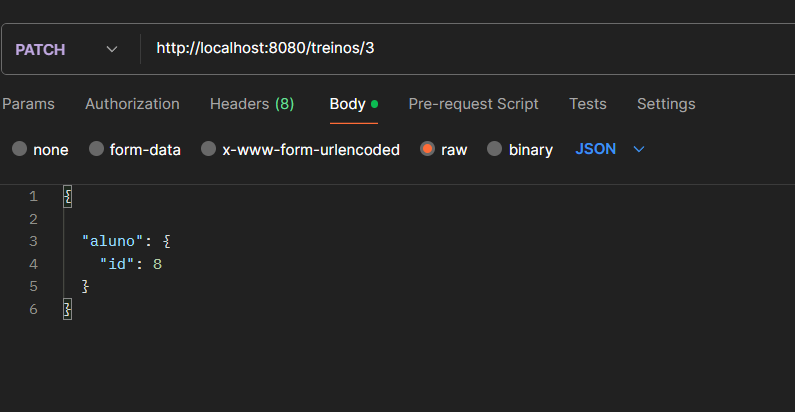 PATCH http://localhost:8080/treinos/3
Params Authorization Headers (8) Body Pre-request Script Tests Settings
none form-data x-www-form-urlencoded raw binary JSON
1 {
2
3 "aluno": {
4 "id": 8
5 }
6 }